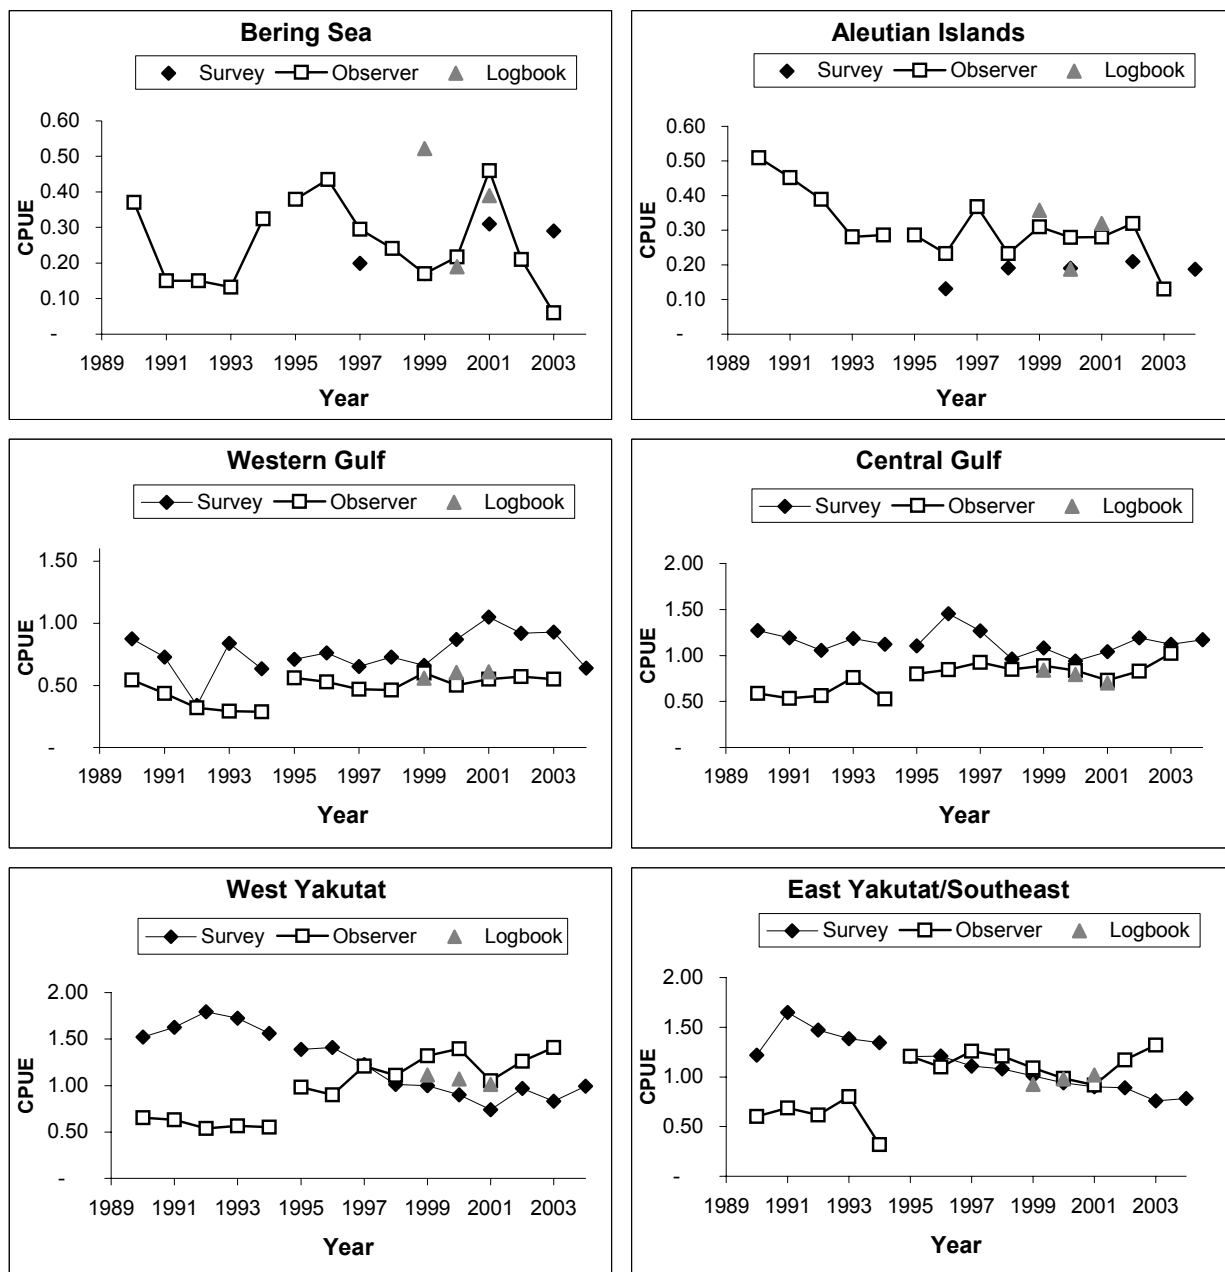 Bering Sea
Survey Observer Logbook
0.60
0.50
0.40
0.30
0.20
0.10
-
CPUE
1989 1991 1993 1995 1997 1999 2001 2003
Year
Aleutian Islands
Survey Observer Logbook
0.60
0.50
0.40
0.30
0.20
0.10
-
CPUE
1989 1991 1993 1995 1997 1999 2001 2003
Year
Western Gulf
Survey Observer Logbook
1.50
1.00
0.50
-
CPUE
1989 1991 1993 1995 1997 1999 2001 2003
Year
Central Gulf
Survey Observer Logbook
2.00
1.50
1.00
0.50
-
CPUE
1989 1991 1993 1995 1997 1999 2001 2003
Year
West Yakutat
Survey Observer Logbook
2.00
1.50
1.00
0.50
-
CPUE
1989 1991 1993 1995 1997 1999 2001 2003
Year
East Yakutat/Southeast
Survey Observer Logbook
2.00
1.50
1.00
0.50
-
CPUE
1989 1991 1993 1995 1997 1999 2001 2003
Year